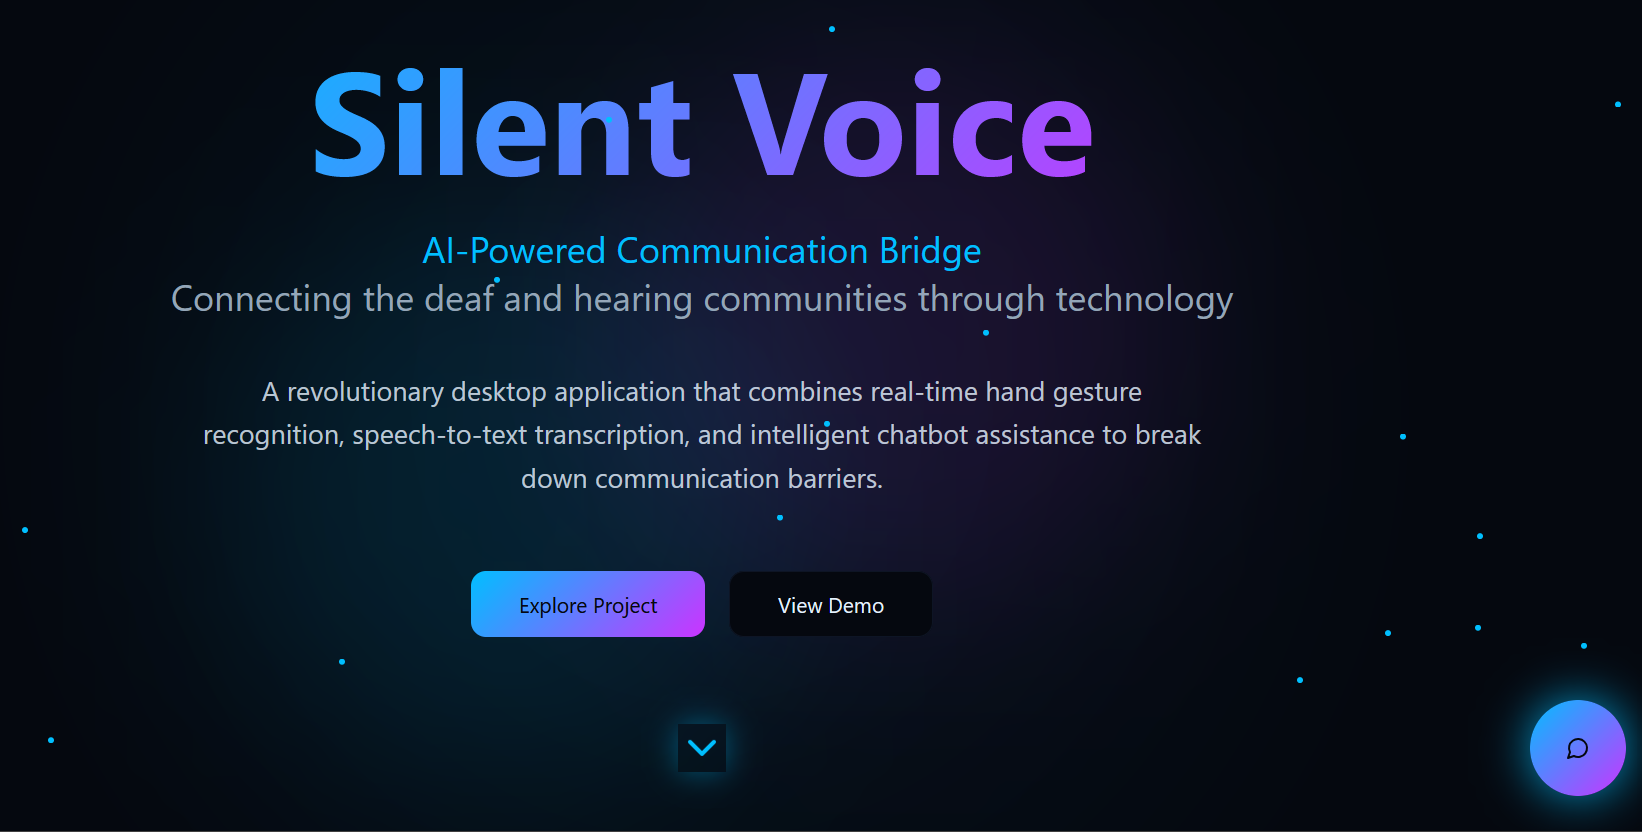 Silent Voice
AI-Powered Communication Bridge
Connecting the deaf and hearing communities through technology
A revolutionary desktop application that combines real-time hand gesture
recognition, speech-to-text transcription, and intelligent chatbot assistance to break
down communication barriers.
Explore Project
View Demo